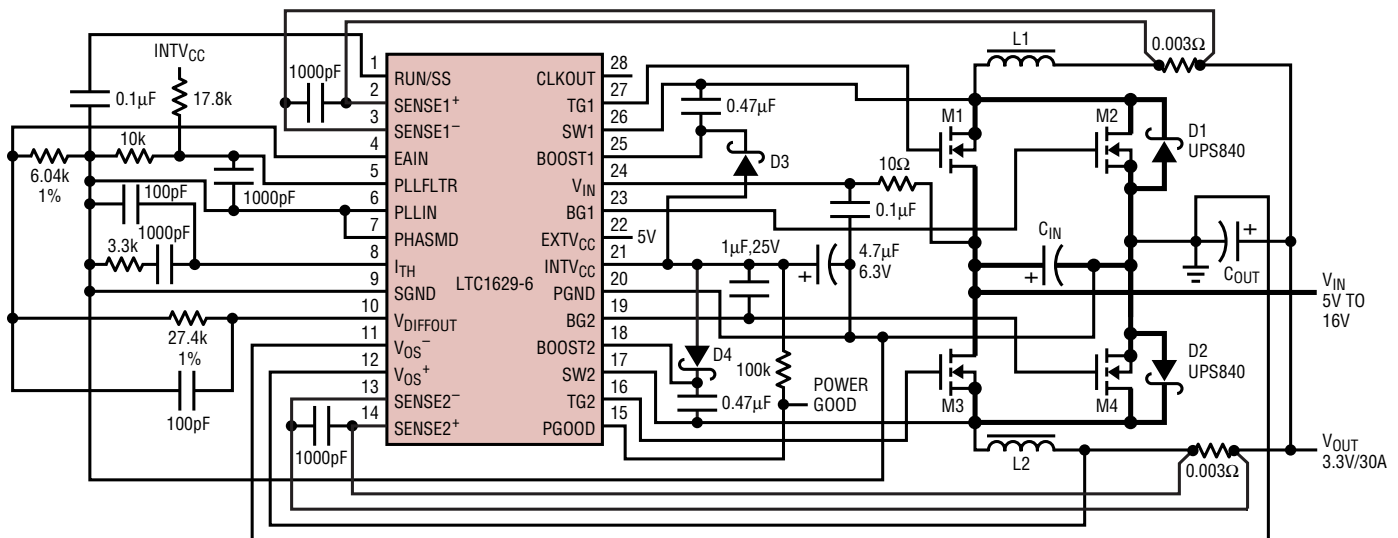 INTVCC
0.1µF
17.8k
10k
6.04k
1%
1000pF
100pF
1000pF
3.3k
27.4k
1%
100pF
1000pF
1000pF
1
2
3
4
5
6
7
8
9
10
11
12
13
14
RUN/SS
SENSE1+
SENSE1–
EAIN
PLLFLTR
PLLIN
PHASMD
ITH
SGND
VDIFFOUT
VOS–
VOS+
SENSE2–
SENSE2+
LTC1629-6
CLKOUT
TG1
SW1
BOOST1
VIN
BG1
EXTVCC
INTVCC
PGND
BG2
BOOST2
SW2
TG2
PGOOD
28
27
26
25
24
23
22
21
20
19
18
17
16
15
0.47µF
D3
10Ω
0.1µF
5V
1µF,25V
+
4.7µF
6.3V
D4
0.47µF
100k
POWER
GOOD
L1
0.003Ω
M1
M2
D1
UPS840
CIN
+
+
COUT
VIN
5V TO
16V
M3
M4
D2
UPS840
L2
0.003Ω
VOUT
3.3V/30A